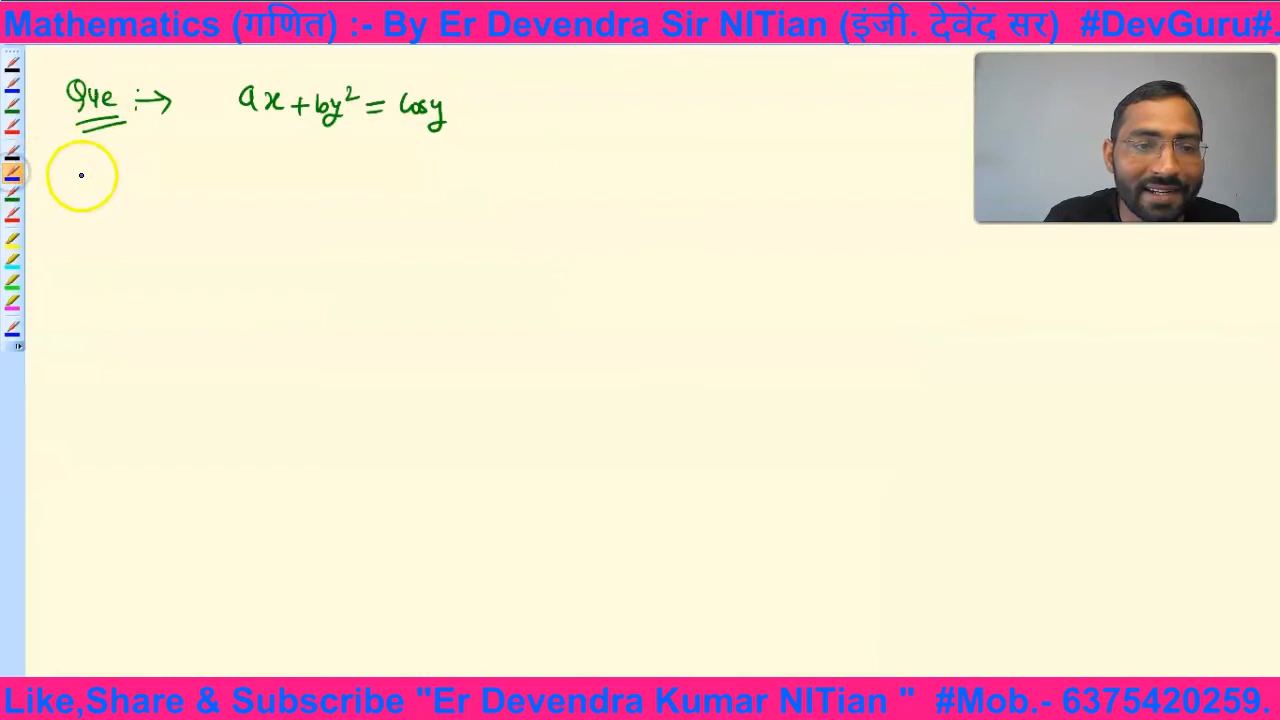 Mathematics (गणित) :- By Er Devendra Sir NITian (इंजी. देवेंद्र सर) #DevGuru#.
Que :→ ax + by² = cosy
Like,Share & Subscribe "Er Devendra Kumar NITian " #Mob.- 6375420259.